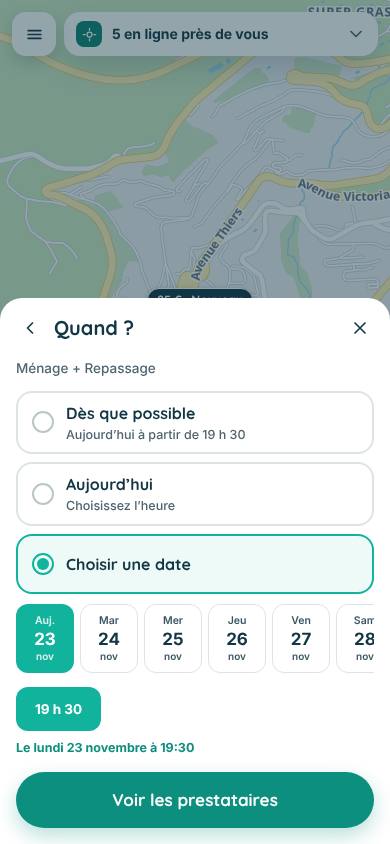 SUPER GRAS
5 en ligne près de vous
Avenue Victoria
Avenue Thiers
Quand ?
Ménage + Repassage
Dès que possible
Aujourd’hui à partir de 19 h 30
Aujourd’hui
Choisissez l’heure
Choisir une date
Auj. Mar Mer Jeu Ven Sam
23 24 25 26 27 28
nov nov nov nov nov nov
19 h 30
Le lundi 23 novembre à 19:30
Voir les prestataires